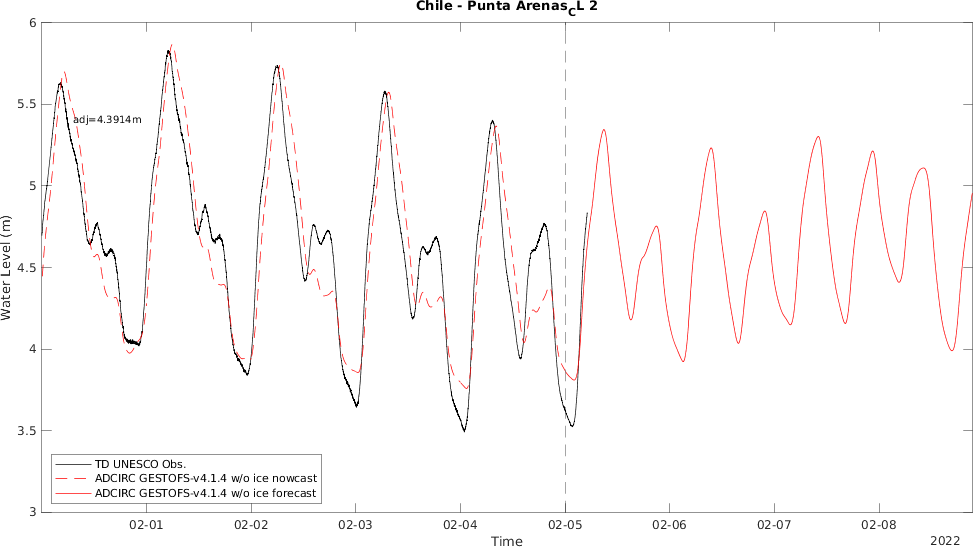 Chile - Punta Arenas_CL 2
6
5.5
adj=4.3914m
5
Water Level (m)
4.5
4
3.5
TD UNESCO Obs.
ADCIRC GESTOFS-v4.1.4 w/o ice nowcast
ADCIRC GESTOFS-v4.1.4 w/o ice forecast
3
02-01 02-02 02-03 02-04 02-05 02-06 02-07 02-08
Time
2022